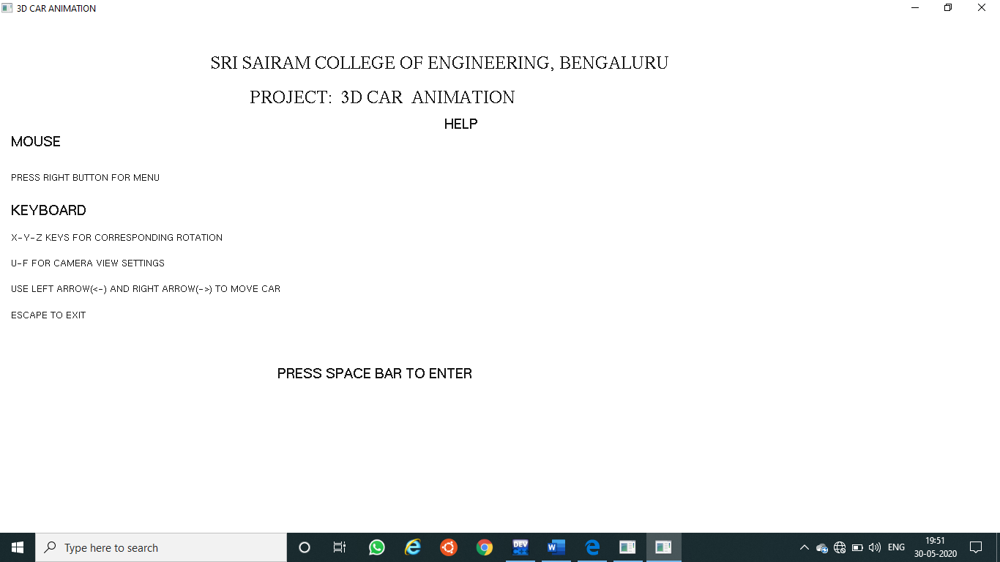 3D CAR ANIMATION
SRI SAIRAM COLLEGE OF ENGINEERING, BENGALURU
PROJECT:  3D CAR  ANIMATION
HELP
MOUSE
PRESS RIGHT BUTTON FOR MENU
KEYBOARD
X-Y-Z KEYS FOR CORRESPONDING ROTATION
U-F FOR CAMERA VIEW SETTINGS
USE LEFT ARROW(<-) AND RIGHT ARROW(->) TO MOVE CAR
ESCAPE TO EXIT
PRESS SPACE BAR TO ENTER
Type here to search
DEV
W
ENG
19:51
30-05-2020